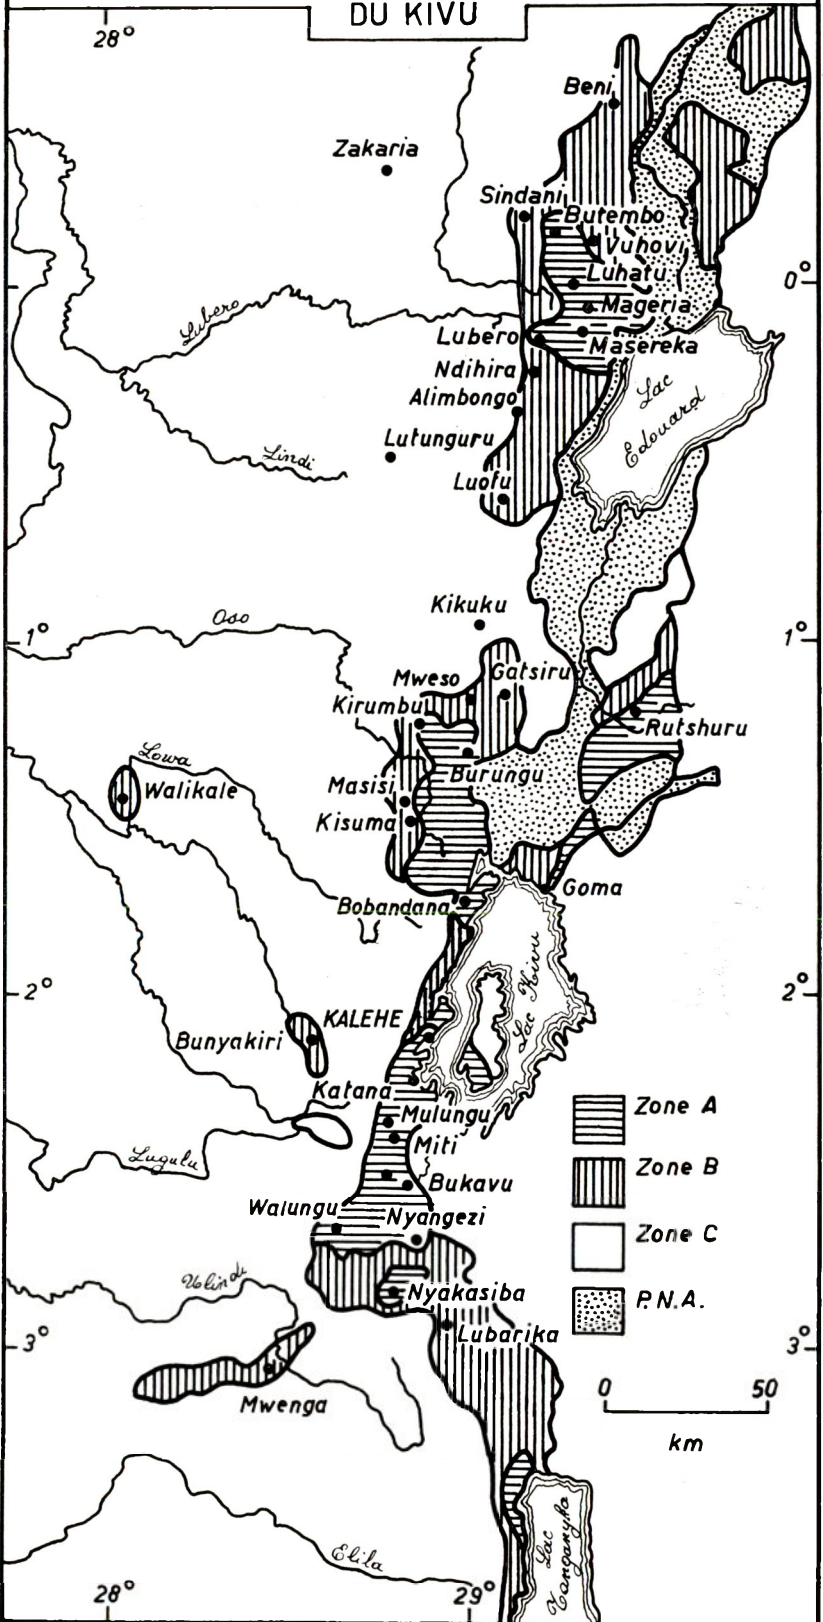 DU KIVU
28°
Beni
Zakaria
Sindani
Butembo
Vuhovi
Luhatu
0°
Mageria
Lubero
Lubero
Masereka
Ndihira
Lac
Edouard
Alimbongo
Lutunguru
Lindi
Luofu
Kikuku
Oso
1°
1°
Mweso
Gatsiru
Kirumbu
Rutshuru
Lowa
Burungu
Walikale
Masisi
Kisuma
Goma
Bobandana
Lac Kivu
2°
2°
KALEHE
Bunyakiri
Katana
Zone A
Mulungu
Miti
Lugulu
Zone B
Bukavu
Walungu
Nyangezi
Zone C
Ulindi
Nyakasiba
P.N.A.
Lubarika
3°
3°
0
50
Mwenga
km
Elila
Lac
Tanganyka
28°
29°